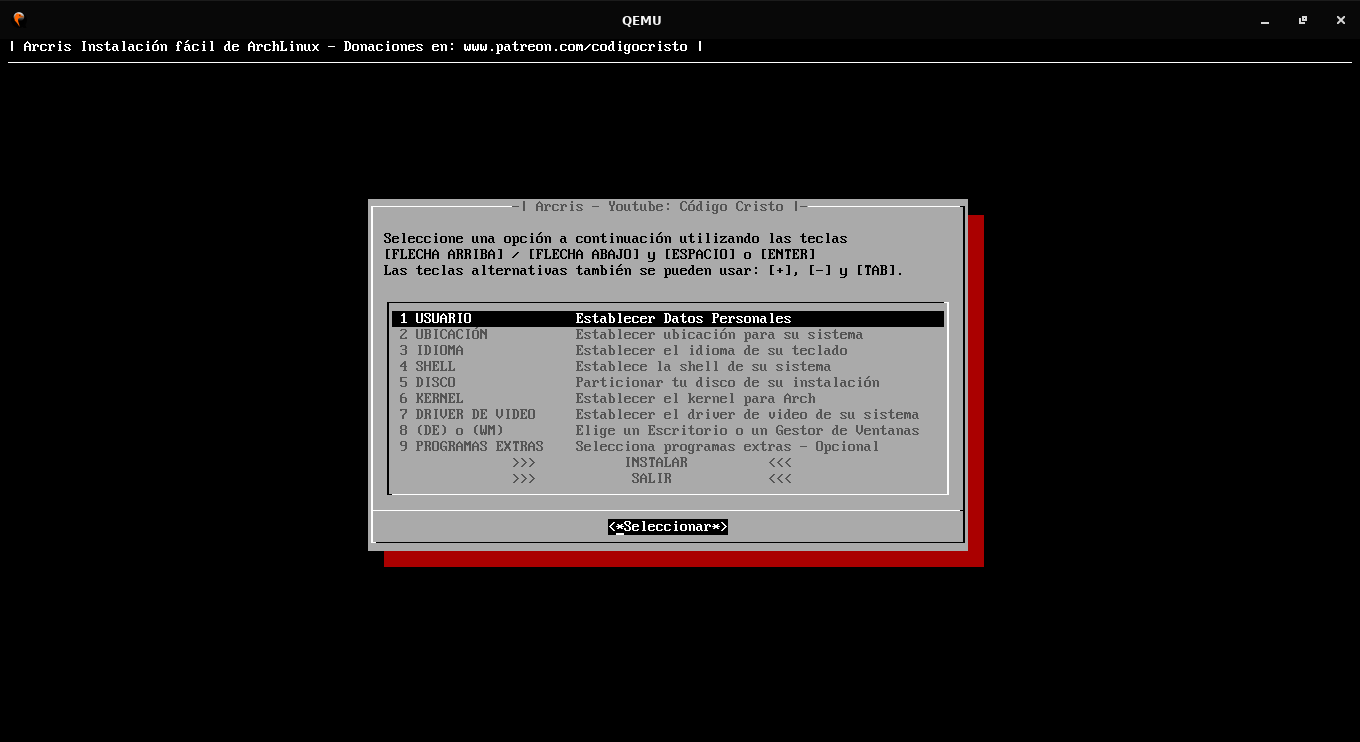 QEMU
| Arcris Instalación fácil de ArchLinux - Donaciones en: www.patreon.com/codigocristo |
-| Arcris - Youtube: Código Cristo |-
Seleccione una opción a continuación utilizando las teclas
[FLECHA ARRIBA] / [FLECHA ABAJO] y [ESPACIO] o [ENTER]
Las teclas alternativas también se pueden usar: [+], [-] y [TAB].
1 USUARIO Establecer Datos Personales
2 UBICACIÓN Establecer ubicación para su sistema
3 IDIOMA Establecer el idioma de su teclado
4 SHELL Establece la shell de su sistema
5 DISCO Particionar tu disco de su instalación
6 KERNEL Establecer el kernel para Arch
7 DRIVER DE VIDEO Establecer el driver de video de su sistema
8 (DE) o (WM) Elige un Escritorio o un Gestor de Ventanas
9 PROGRAMAS EXTRAS Selecciona programas extras - Opcional
>>> INSTALAR <<<
>>> SALIR <<<
<*Seleccionar*>